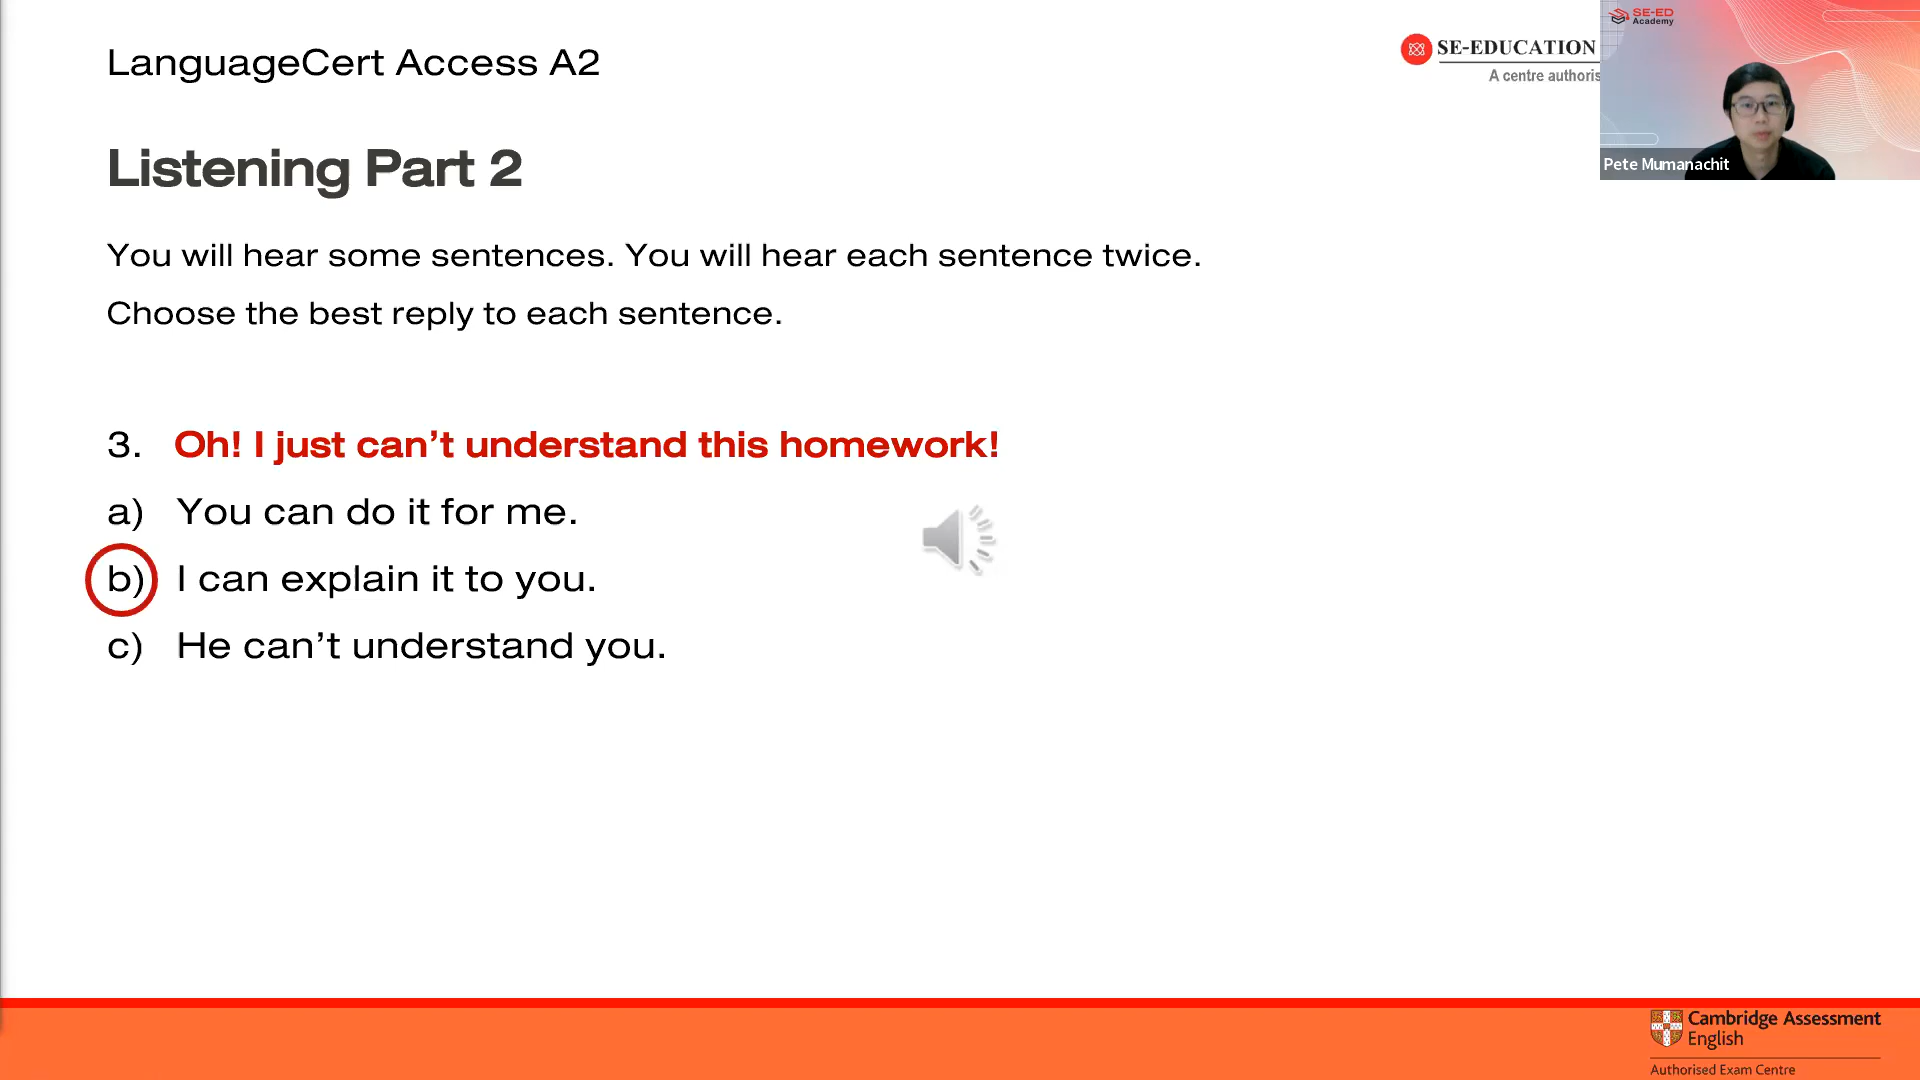 LanguageCert Access A2
SE-EDUCATION
A centre authoris
SE-ED
Academy
Pete Mumanachit
Listening Part 2
You will hear some sentences. You will hear each sentence twice.
Choose the best reply to each sentence.
3. Oh! I just can’t understand this homework!
a) You can do it for me.
b) I can explain it to you.
c) He can’t understand you.
Cambridge Assessment
English
Authorised Exam Centre